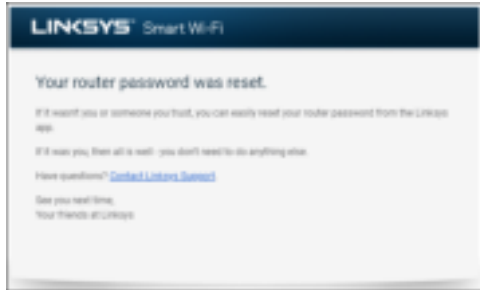 LINKSYS Smart Wi-Fi
Your router password was reset.
If it wasn't you or someone you trust, you can easily reset your router password from the Linksys
app.
If it was you, then all is well - you don't need to do anything else.
Have questions? Contact Linksys Support.
See you next time,
Your friends at Linksys